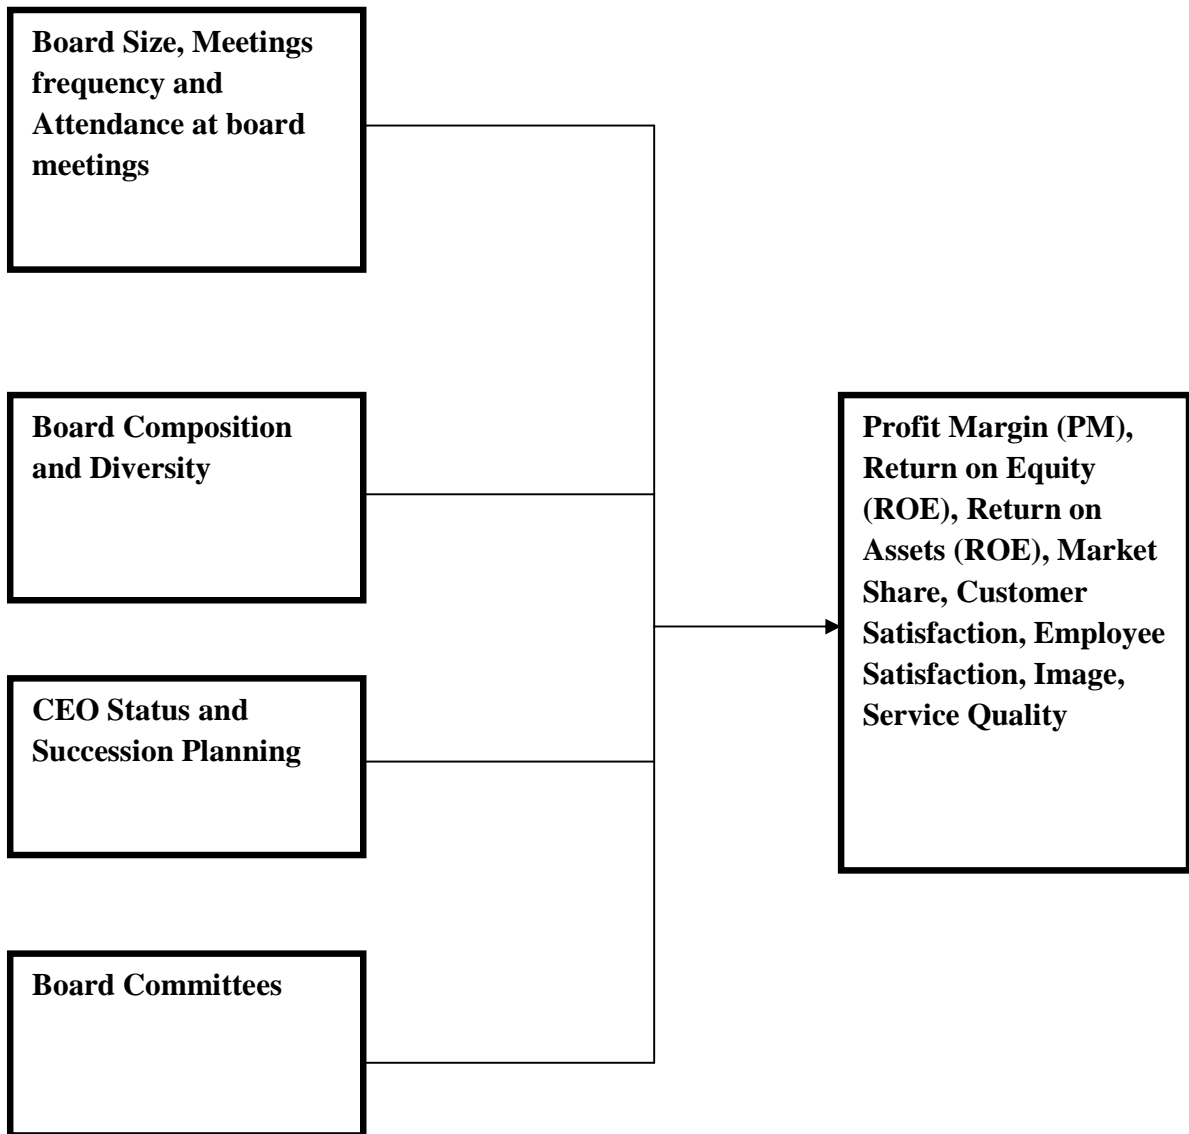 Board Size, Meetings
frequency and
Attendance at board
meetings
Board Composition
and Diversity
CEO Status and
Succession Planning
Board Committees
Profit Margin (PM),
Return on Equity
(ROE), Return on
Assets (ROE), Market
Share, Customer
Satisfaction, Employee
Satisfaction, Image,
Service Quality